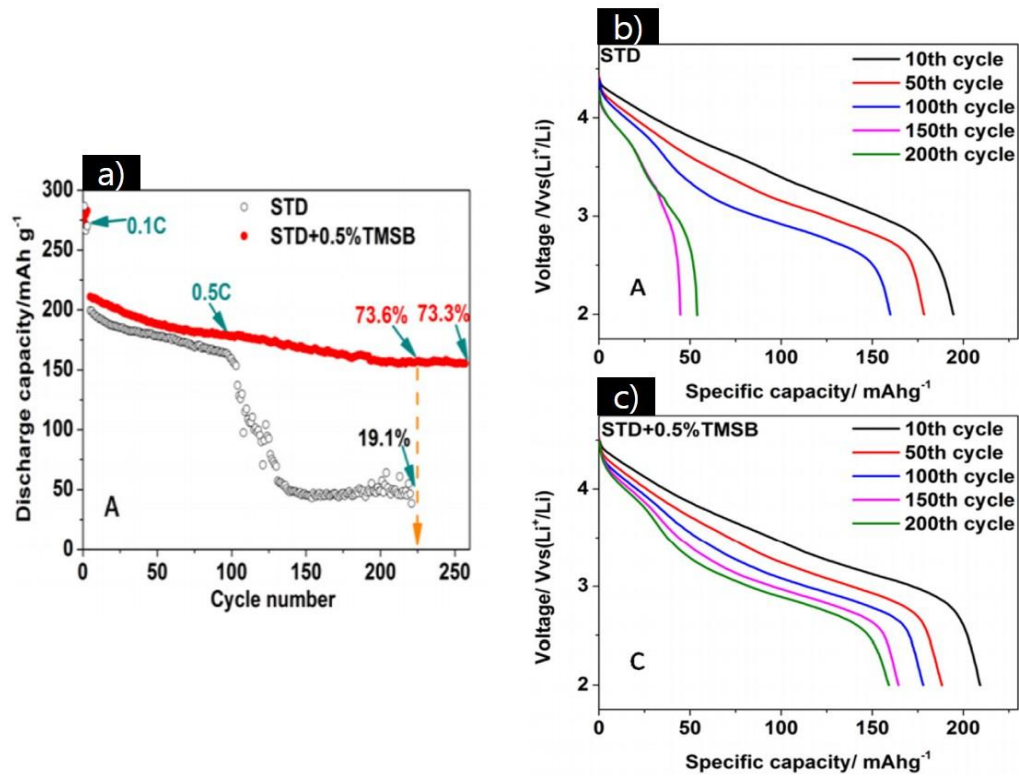 a)
300
250
200
150
100
50
0
0
50
100
150
200
250
Discharge capacity/mAh g⁻¹
Cycle number
STD
STD+0.5%TMSB
0.1C
0.5C
73.6%
73.3%
19.1%
A
b)
STD
10th cycle
50th cycle
100th cycle
150th cycle
200th cycle
4
3
2
0
50
100
150
200
Voltage /Vvs(Li⁺/Li)
A
Specific capacity/ mAhg⁻¹
c)
STD+0.5%TMSB
10th cycle
50th cycle
100th cycle
150th cycle
200th cycle
4
3
2
0
50
100
150
200
Voltage/ Vvs(Li⁺/Li)
C
Specific capacity/ mAhg⁻¹